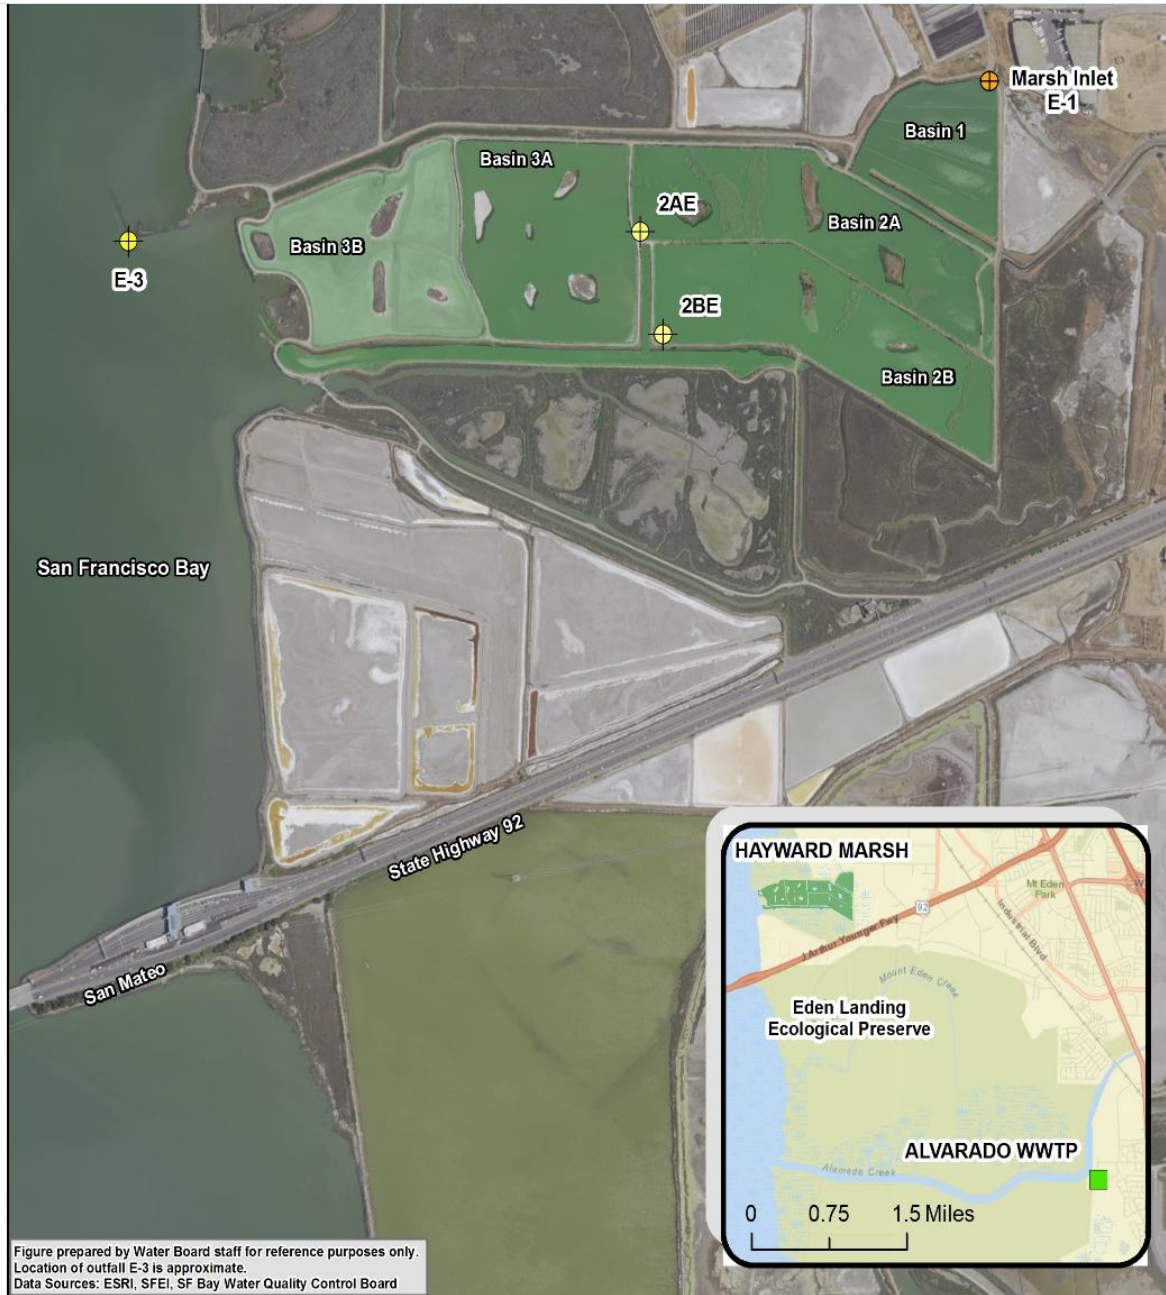 Marsh Inlet
E-1
Basin 1
Basin 3A
2AE
Basin 2A
Basin 3B
E-3
2BE
Basin 2B
San Francisco Bay
State Highway 92
San Mateo
HAYWARD MARSH
Mt Eden
Park
92
W
Industrial Blvd
J Arthur Younger Fwy
Mount Eden Creek
Eden Landing
Ecological Preserve
ALVARADO WWTP
Alameda Creek
0 0.75 1.5 Miles
Figure prepared by Water Board staff for reference purposes only.
Location of outfall E-3 is approximate.
Data Sources: ESRI, SFEI, SF Bay Water Quality Control Board